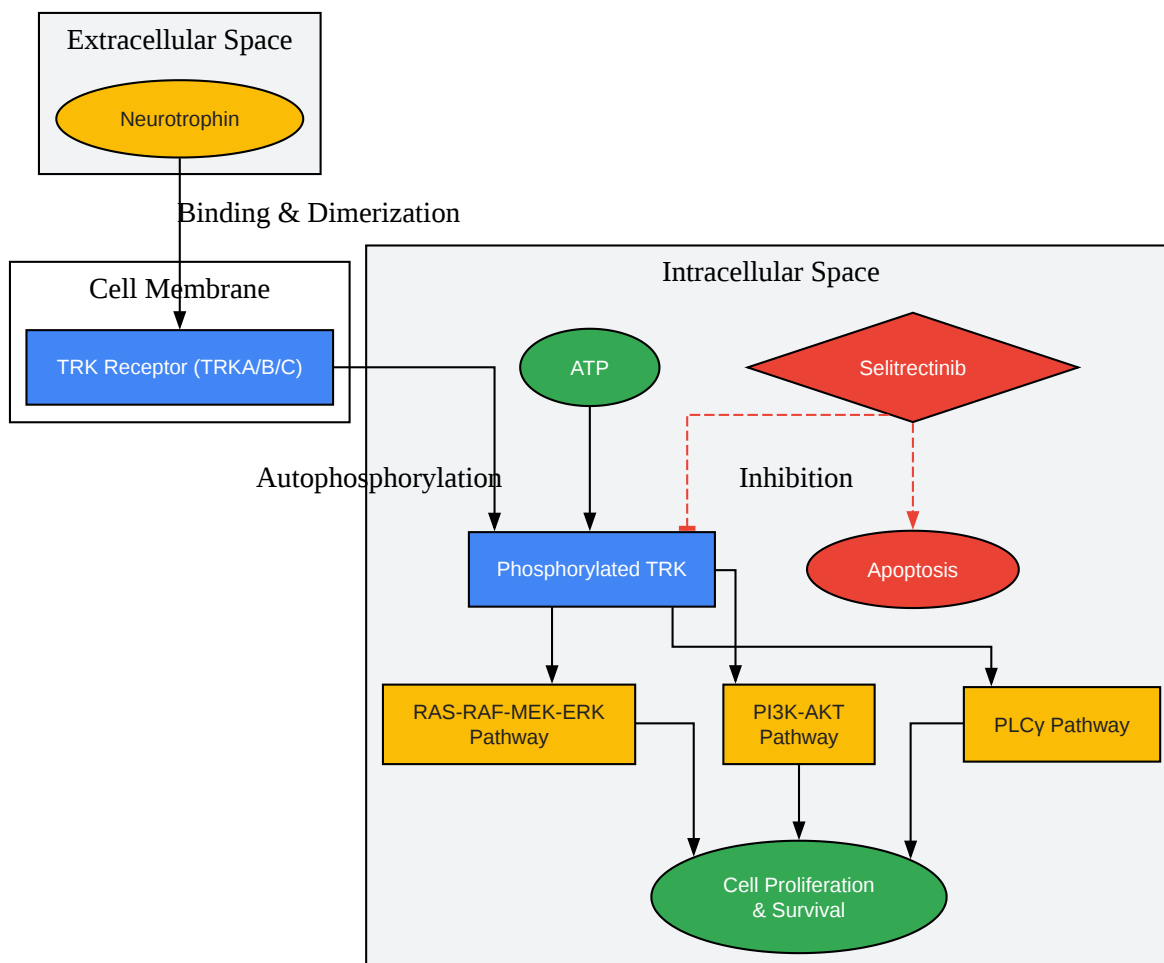 Extracellular Space
Neurotrophin
Binding & Dimerization
Cell Membrane
TRK Receptor (TRKA/B/C)
Intracellular Space
ATP
Selitrectinib
Autophosphorylation
Inhibition
Phosphorylated TRK
Apoptosis
RAS-RAF-MEK-ERK
Pathway
PI3K-AKT
Pathway
PLCγ Pathway
Cell Proliferation
& Survival